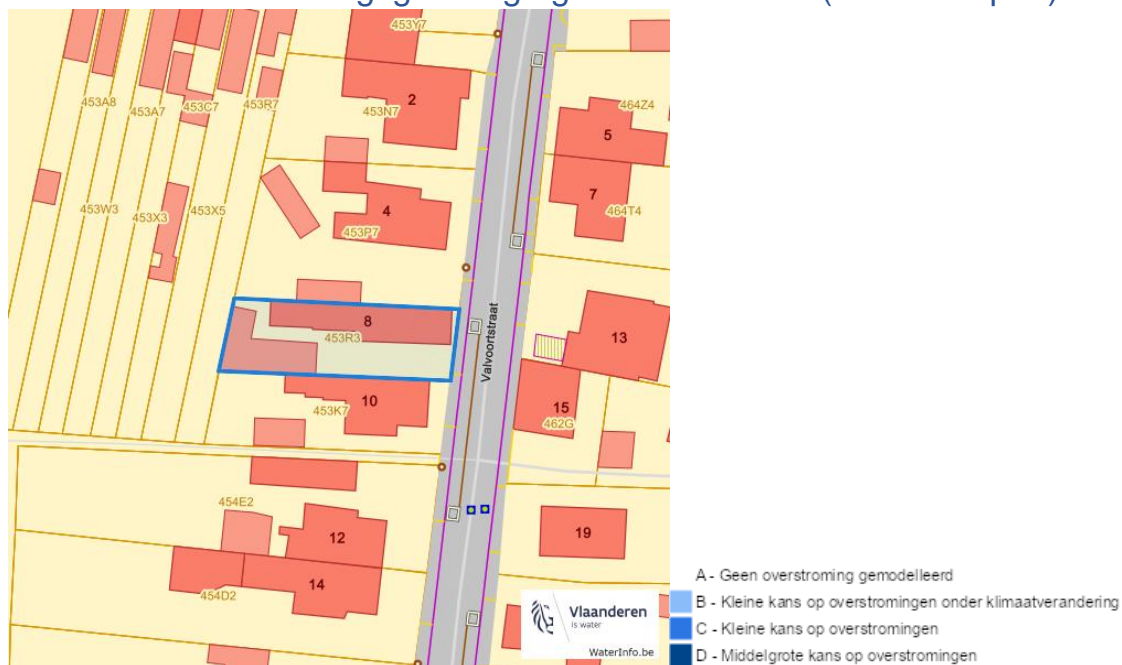 453Y7
2
453A8
453A7
453C7
453R7
453N7
464Z4
5
7
464T4
453W3
453X3
453X5
4
453P7
8
453R3
Valvoortstraat
13
10
453K7
15
462G
454E2
12
19
14
454D2
Vlaanderen
is water
WaterInfo.be
A - Geen overstroming gemodelleerd
B - Kleine kans op overstromingen onder klimaatverandering
C - Kleine kans op overstromingen
D - Middelgrote kans op overstromingen